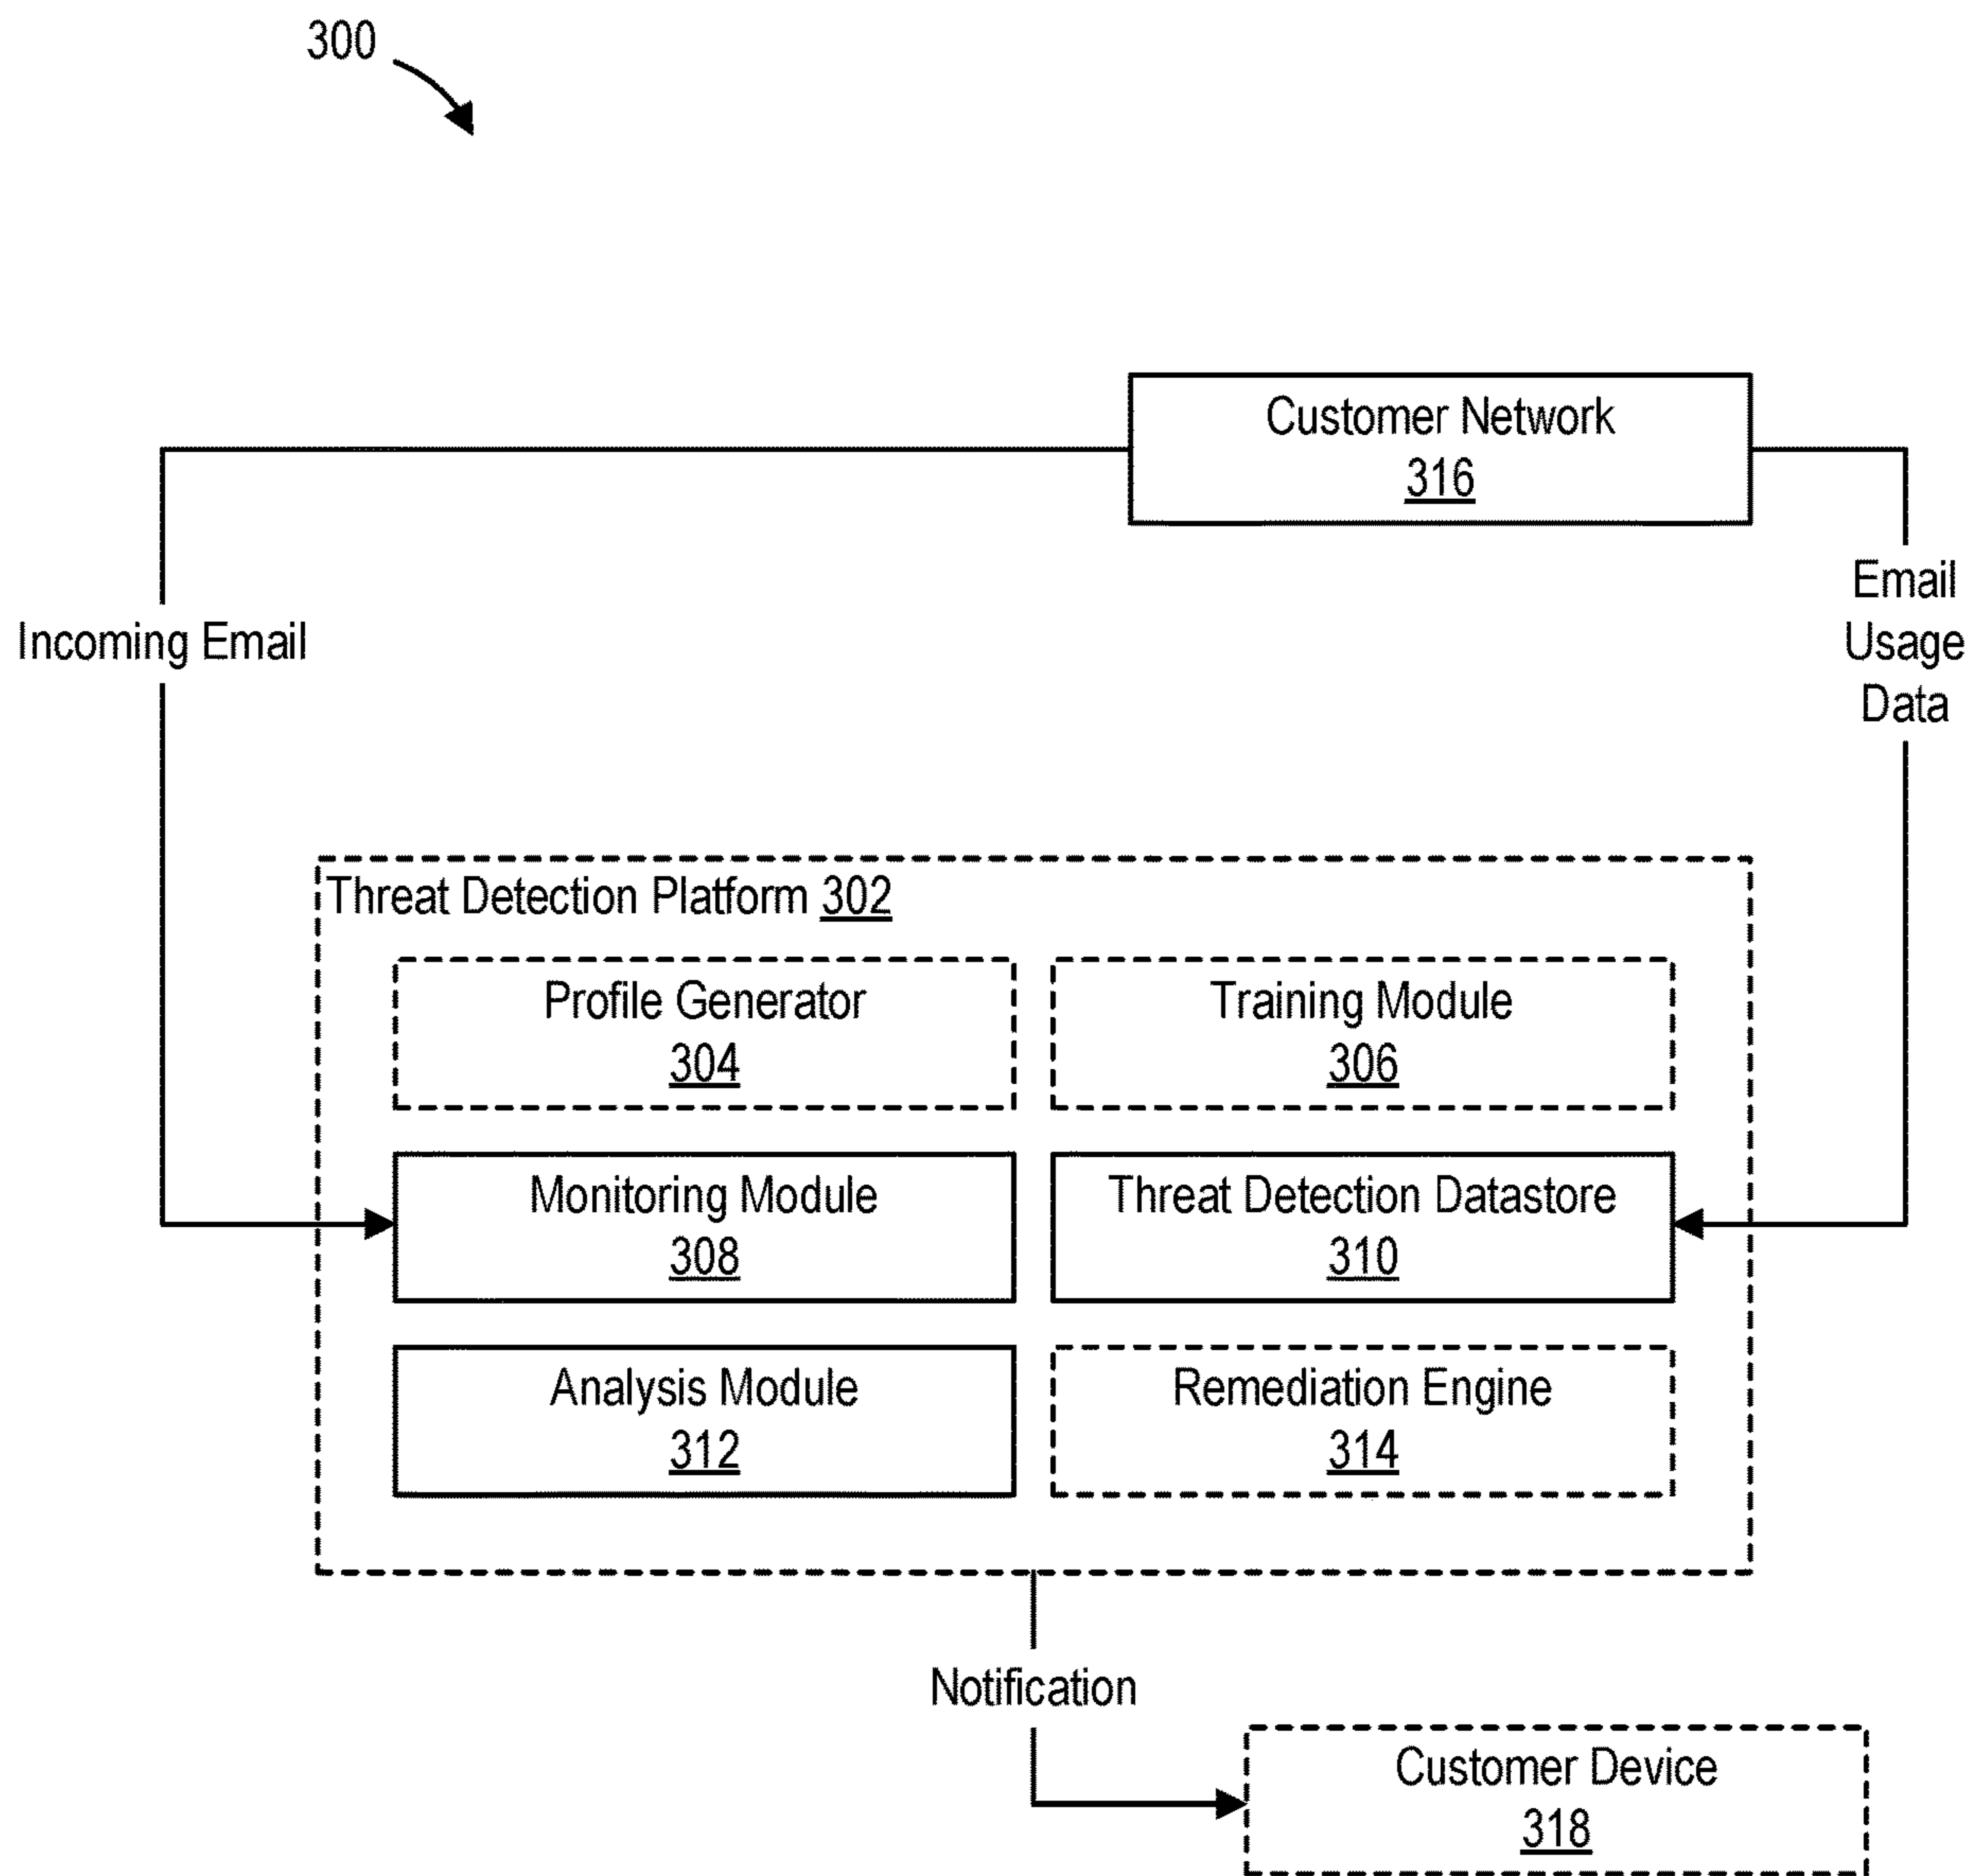 300
Customer Network
316
Incoming Email
Email
Usage
Data
Threat Detection Platform 302
Profile Generator
304
Training Module
306
Monitoring Module
308
Threat Detection Datastore
310
Analysis Module
312
Remediation Engine
314
Notification
Customer Device
318